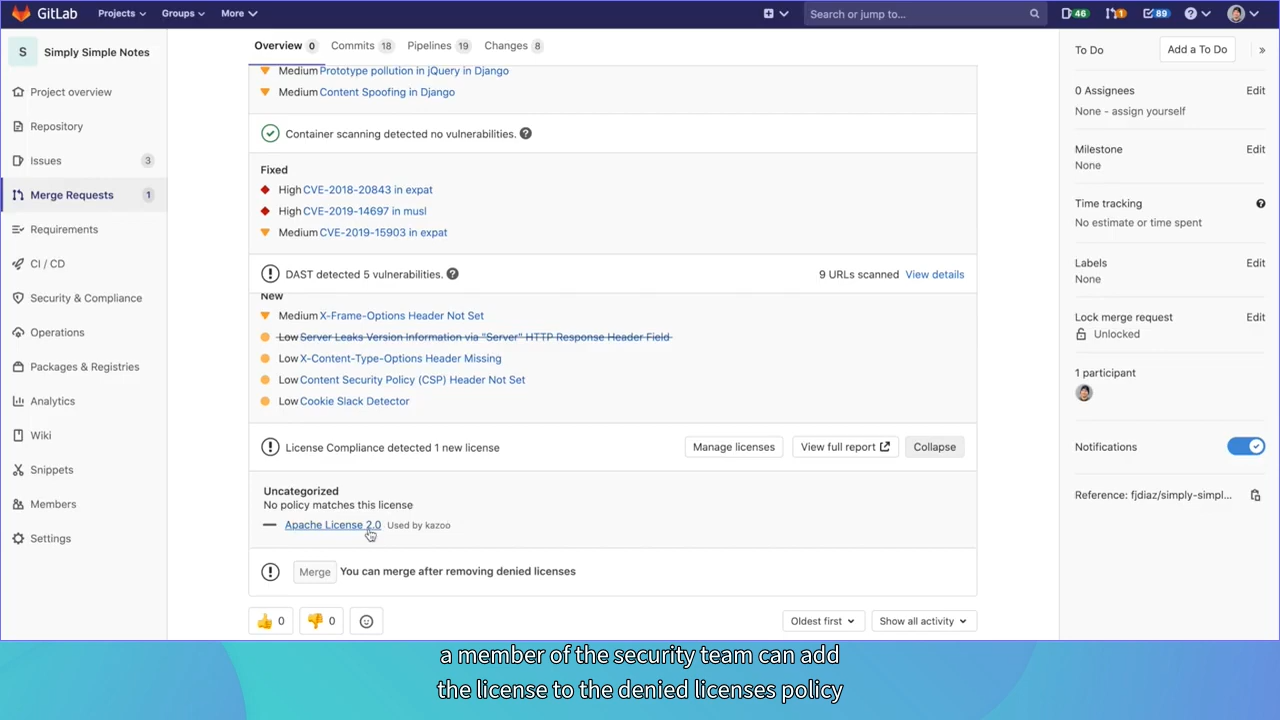 GitLab Projects Groups More Search or jump to... 46 1 89
S Simply Simple Notes
Project overview
Repository
Issues 3
Merge Requests 1
Requirements
CI / CD
Security & Compliance
Operations
Packages & Registries
Analytics
Wiki
Snippets
Members
Settings
Overview 0 Commits 18 Pipelines 19 Changes 8
Medium Prototype pollution in jQuery in Django
Medium Content Spoofing in Django
Container scanning detected no vulnerabilities.
Fixed
High CVE-2018-20843 in expat
High CVE-2019-14697 in musl
Medium CVE-2019-15903 in expat
DAST detected 5 vulnerabilities. 9 URLs scanned View details
New
Medium X-Frame-Options Header Not Set
Low Server Leaks Version Information via "Server" HTTP Response Header Field
Low X-Content-Type-Options Header Missing
Low Content Security Policy (CSP) Header Not Set
Low Cookie Slack Detector
License Compliance detected 1 new license Manage licenses View full report Collapse
Uncategorized
No policy matches this license
Apache License 2.0 Used by kazoo
Merge You can merge after removing denied licenses
👍 0 👎 0 Oldest first Show all activity
To Do Add a To Do »
0 Assignees Edit
None - assign yourself
Milestone Edit
None
Time tracking
No estimate or time spent
Labels Edit
None
Lock merge request Edit
Unlocked
1 participant
Notifications
Reference: fjdiaz/simply-simpl...
a member of the security team can add
the license to the denied licenses policy